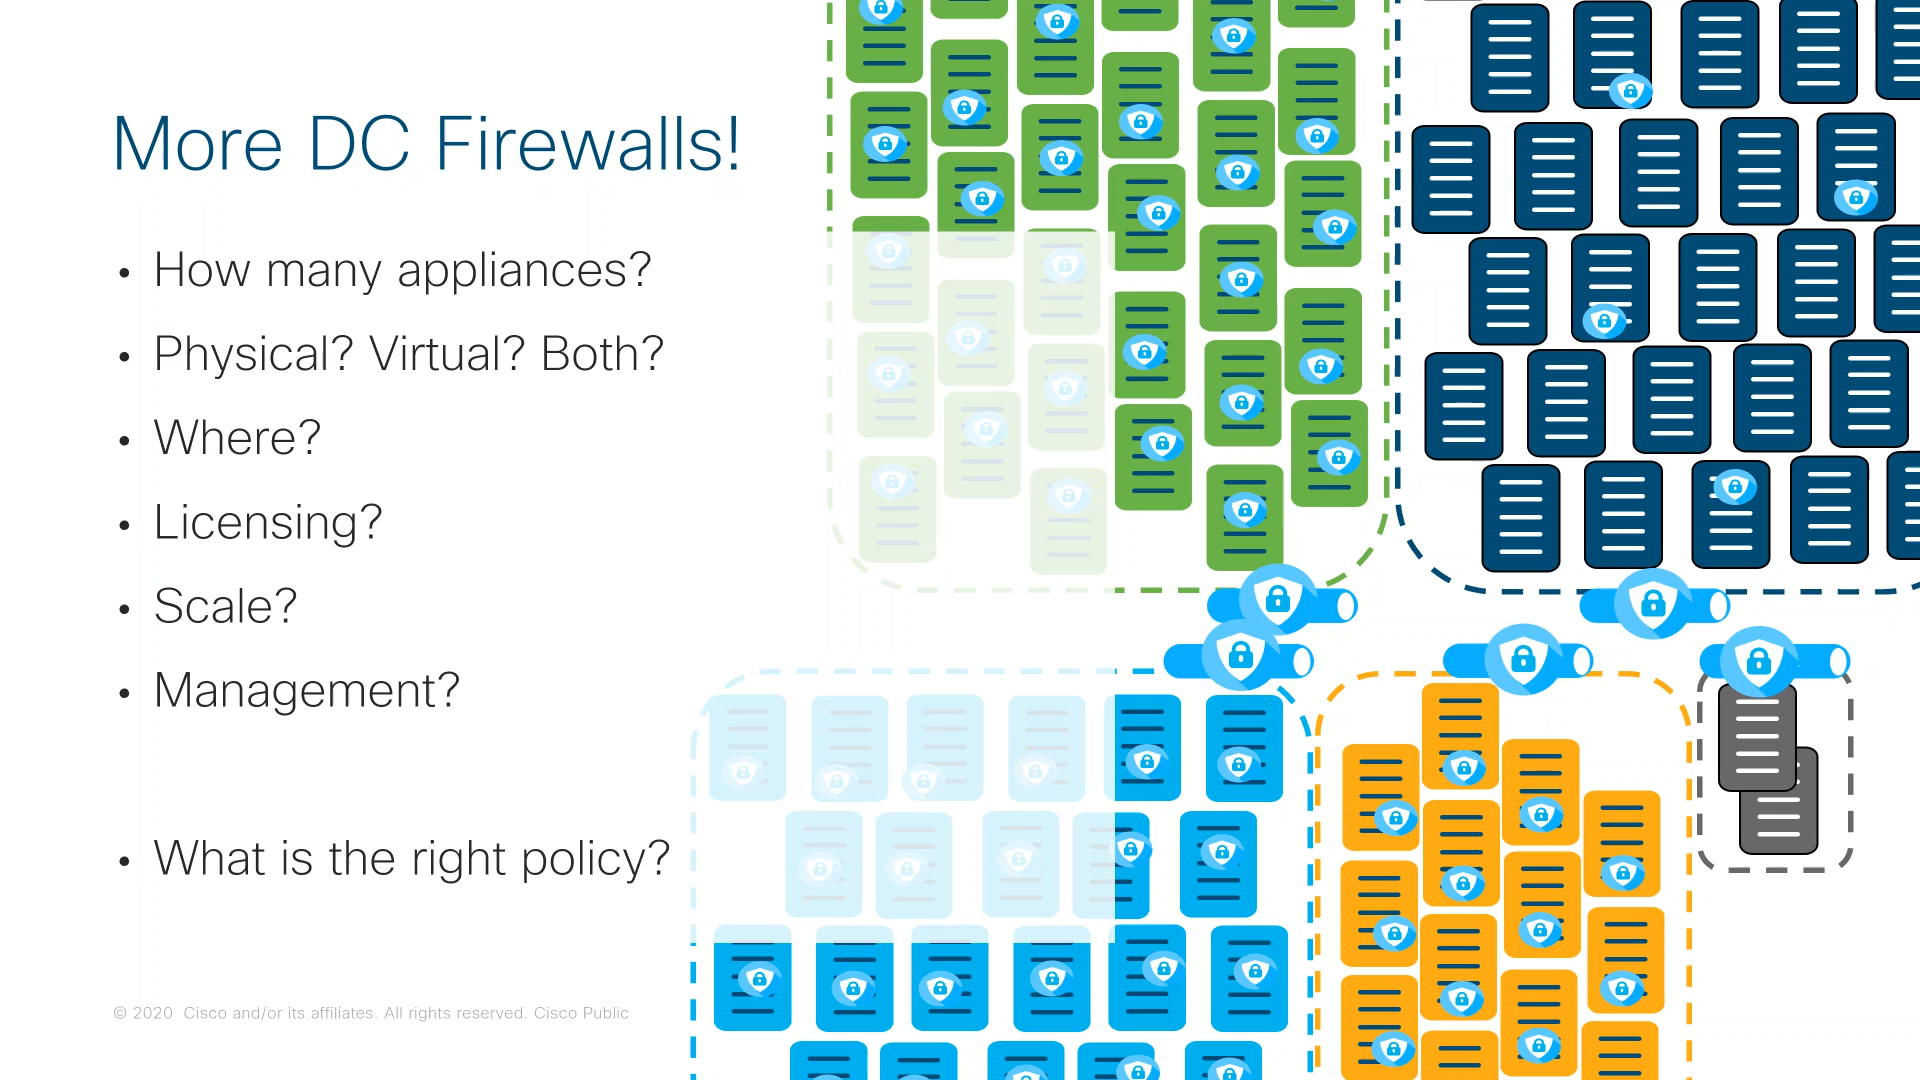 More DC Firewalls!
• How many appliances?
• Physical? Virtual? Both?
• Where?
• Licensing?
• Scale?
• Management?
• What is the right policy?
© 2020 Cisco and/or its affiliates. All rights reserved. Cisco Public